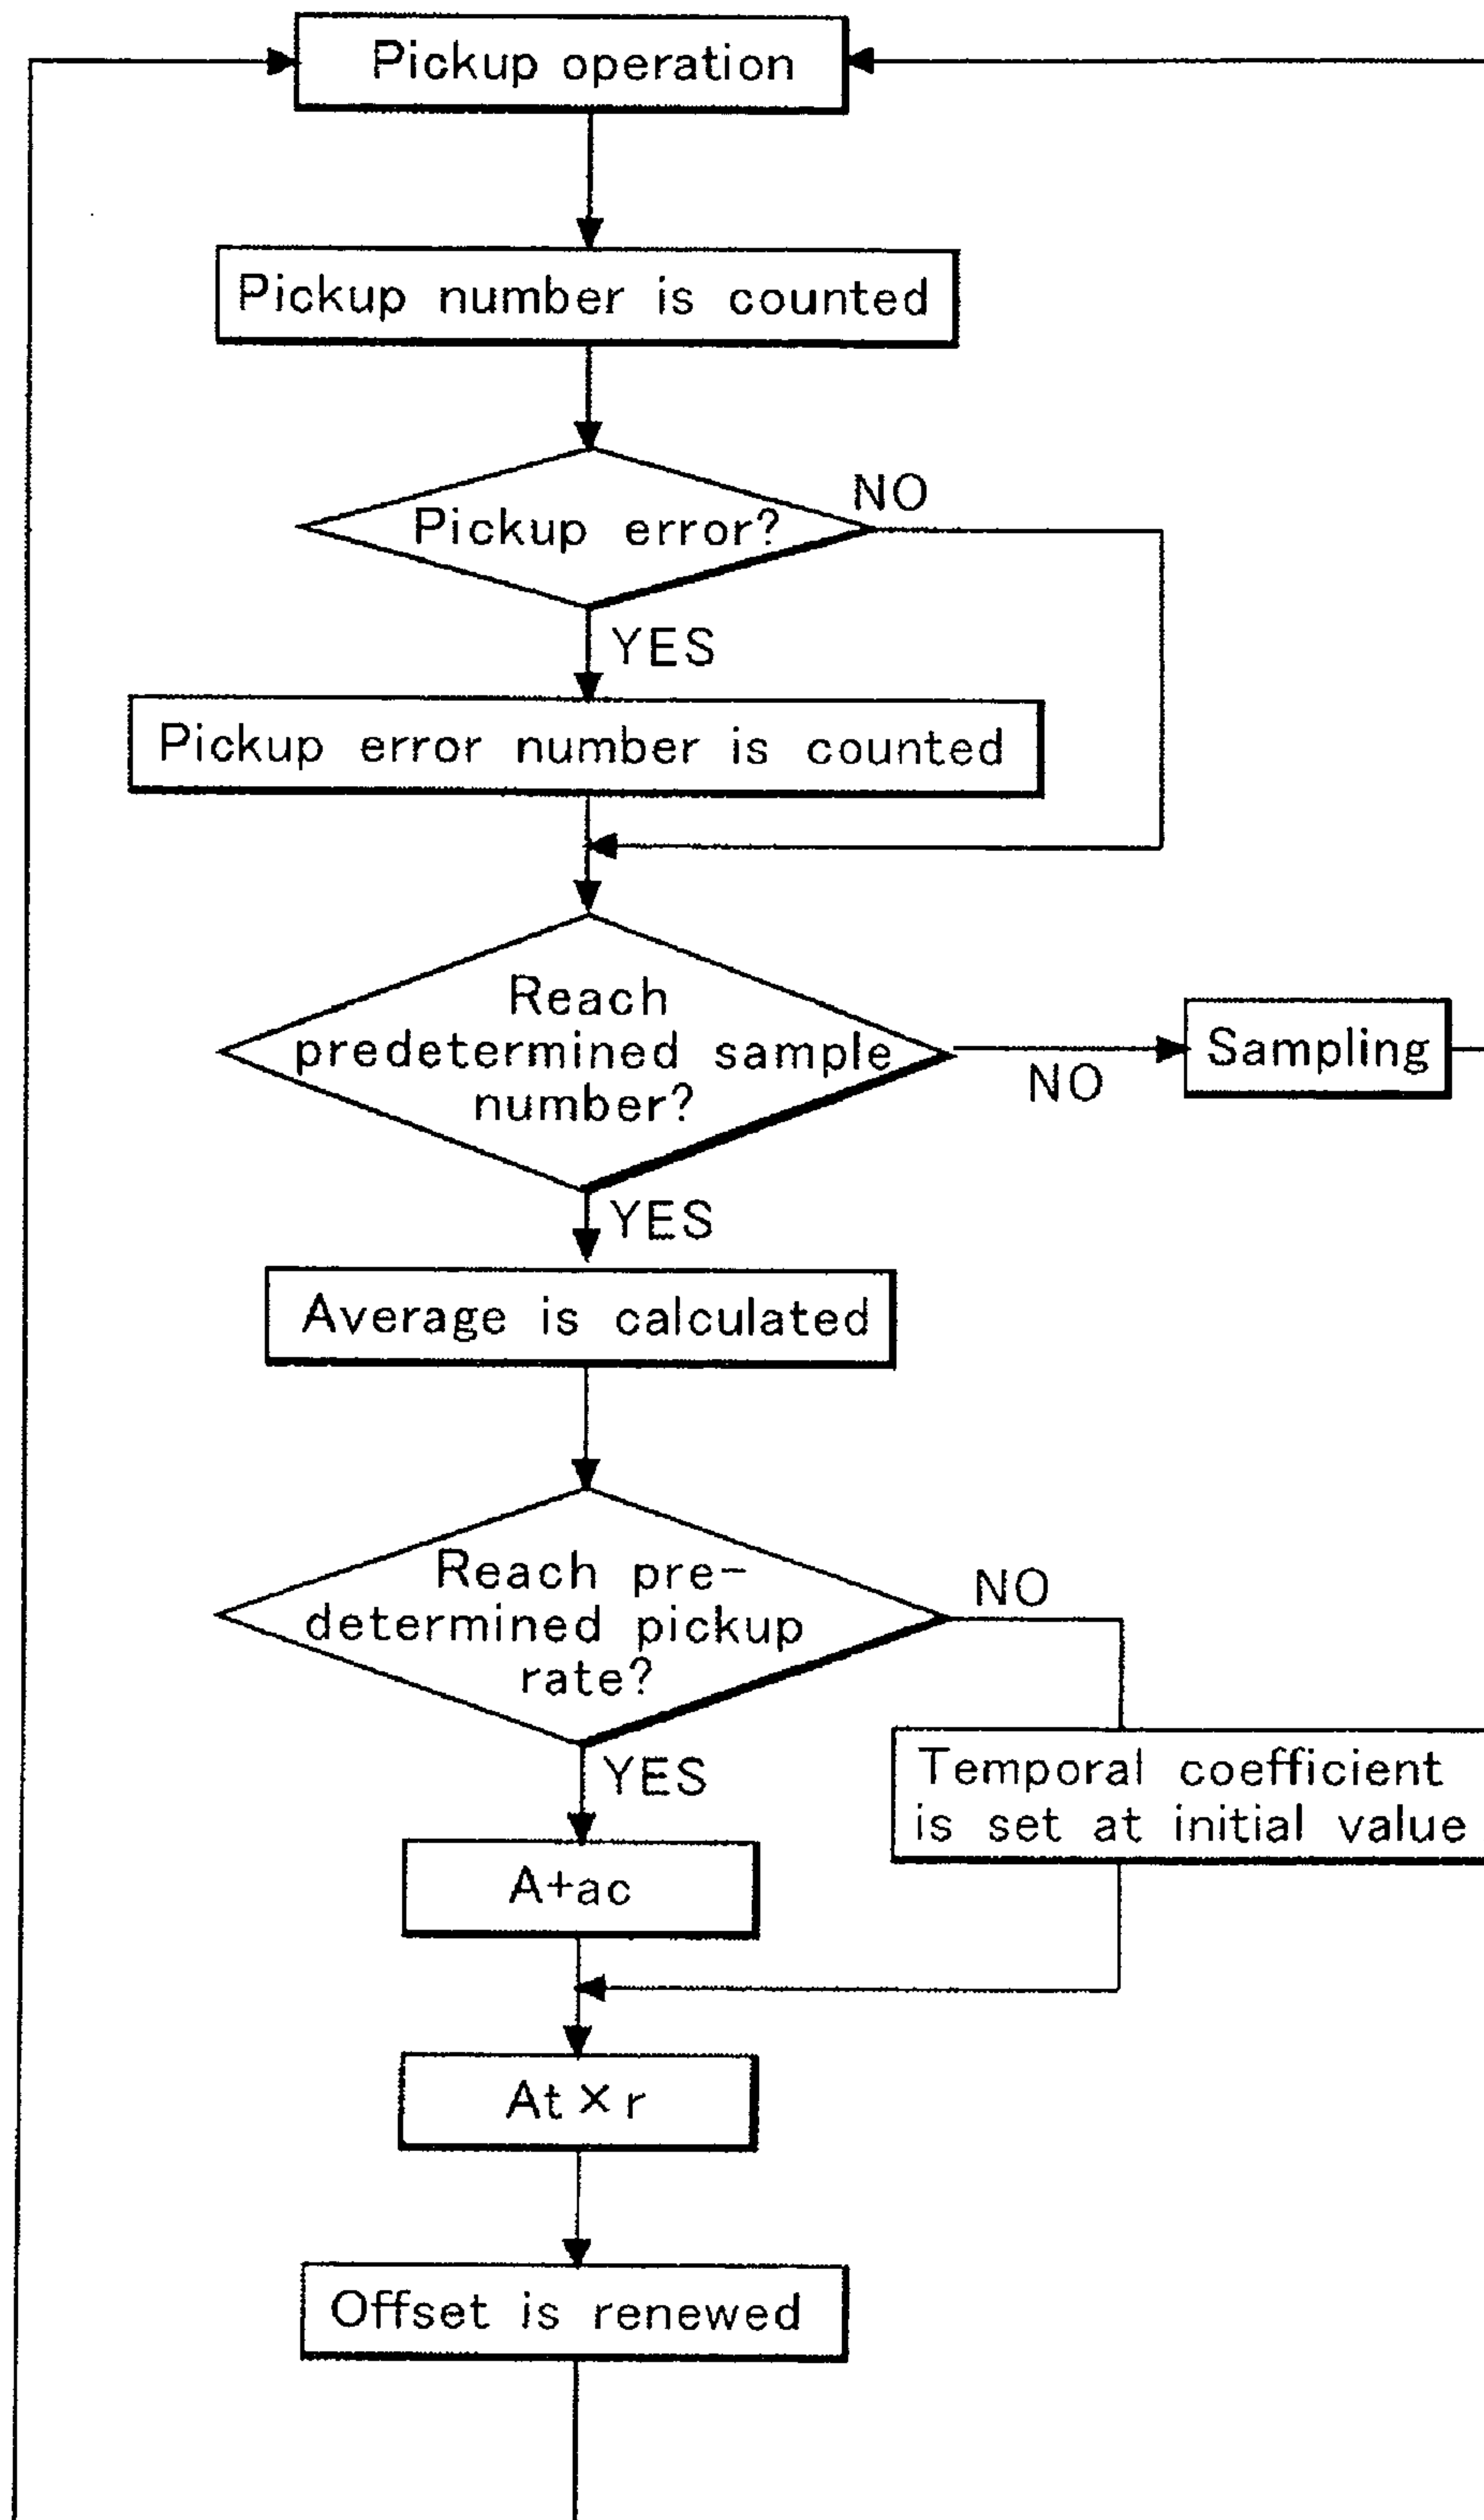 Pickup operation
Pickup number is counted
NO
Pickup error?
YES
Pickup error number is counted
Reach
predetermined sample
number?
NO
Sampling
YES
Average is calculated
Reach pre-
determined pickup
rate?
NO
YES
Temporal coefficient
is set at initial value
A+ac
At×r
Offset is renewed